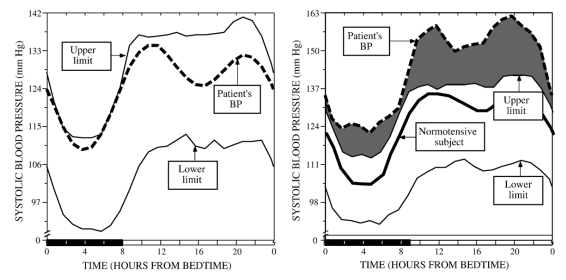 SYSTOLIC BLOOD PRESSURE (mm Hg)
142
133
124
115
106
97
0
Upper
limit
Patient's
BP
Lower
limit
0
4
8
12
16
20
0
TIME (HOURS FROM BEDTIME)
SYSTOLIC BLOOD PRESSURE (mm Hg)
163
150
137
124
111
98
0
Patient's
BP
Upper
limit
Normotensive
subject
Lower
limit
0
4
8
12
16
20
0
TIME (HOURS FROM BEDTIME)